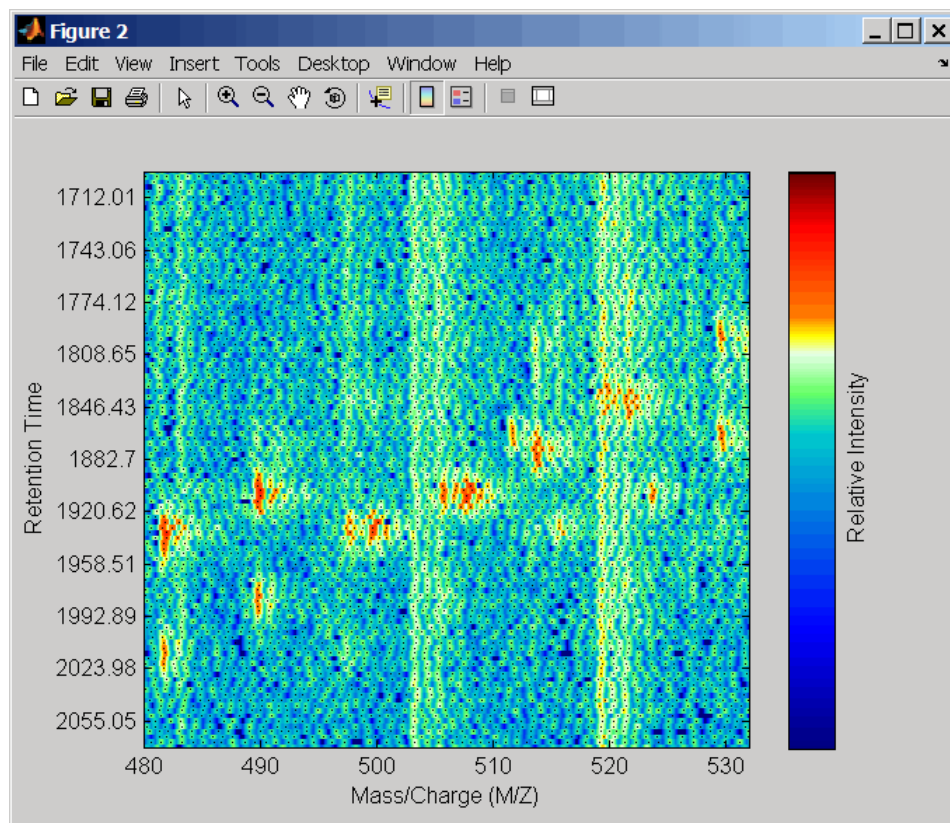 Figure 2
File Edit View Insert Tools Desktop Window Help
1712.01
1743.06
1774.12
1808.65
1846.43
1882.7
1920.62
1958.51
1992.89
2023.98
2055.05
Retention Time
480 490 500 510 520 530
Mass/Charge (M/Z)
Relative Intensity